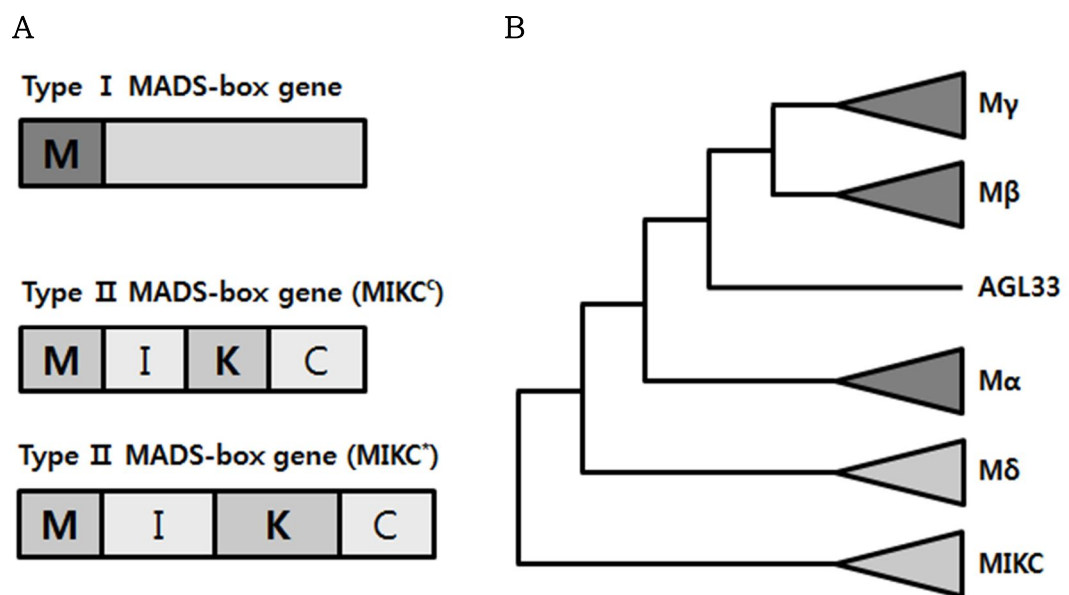 A
Type Ⅰ MADS-box gene
M
Type Ⅱ MADS-box gene (MIKCᶜ)
M I K C
Type Ⅱ MADS-box gene (MIKC*)
M I K C
B
Mγ
Mβ
AGL33
Mα
Mδ
MIKC